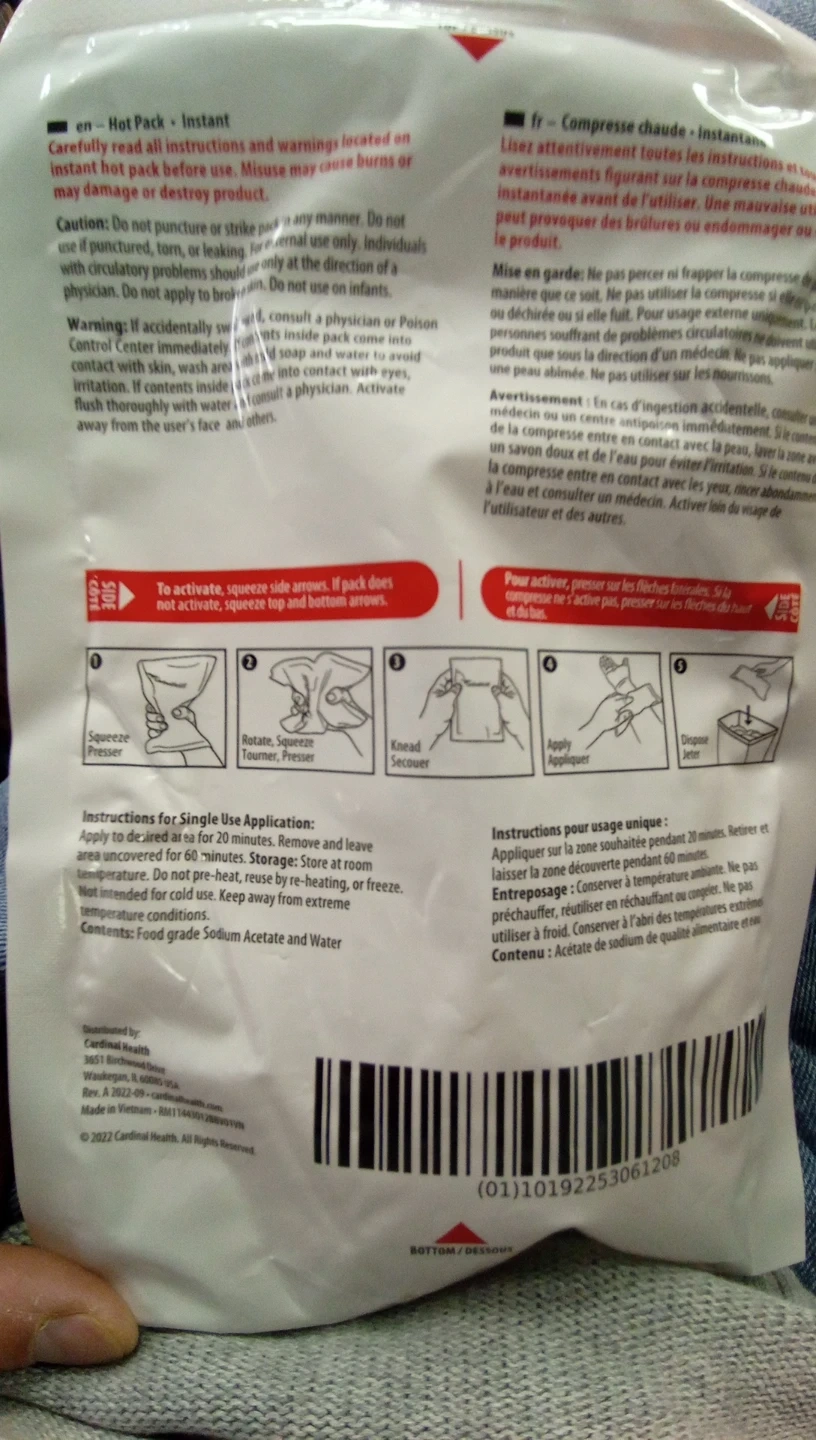 en – Hot Pack • Instant
Carefully read all instructions and warnings located on
instant hot pack before use. Misuse may cause burns or
may damage or destroy product.
Caution: Do not puncture or strike pack in any manner. Do not
use if punctured, torn, or leaking. For external use only. Individuals
with circulatory problems should use only at the direction of a
physician. Do not apply to broken skin. Do not use on infants.
Warning: If accidentally swallowed, consult a physician or Poison
Control Center immediately. If contents inside pack come into
contact with skin, wash area with mild soap and water to avoid
irritation. If contents inside pack come into contact with eyes,
flush thoroughly with water and consult a physician. Activate
away from the user's face and others.
fr – Compresse chaude • Instantané
Lisez attentivement toutes les instructions et
avertissements figurant sur la compresse chaude
instantanée avant de l'utiliser. Une mauvaise
peut provoquer des brûlures ou endommager ou
le produit.
Mise en garde: Ne pas percer ni frapper la compresse
manière que ce soit. Ne pas utiliser la compresse si elle
ou déchirée ou si elle fuit. Pour usage externe uniquement.
personnes souffrant de problèmes circulatoires ne doivent
produit que sous la direction d'un médecin. Ne pas appliquer
une peau abîmée. Ne pas utiliser sur les nourrissons.
Avertissement : En cas d'ingestion accidentelle, consulter
médecin ou un centre antipoison immédiatement. Si le
de la compresse entre en contact avec la peau, laver la zone
un savon doux et de l'eau pour éviter l'irritation. Si le contenu
la compresse entre en contact avec les yeux, rincer
à l'eau et consulter un médecin. Activer loin du visage de
l'utilisateur et des autres.
SIDE
CÔTÉ
To activate, squeeze side arrows. If pack does
not activate, squeeze top and bottom arrows.
Pour activer, presser sur les flèches latérales. Si la
compresse ne s'active pas, presser sur les flèches du haut
et du bas.
SIDE
CÔTÉ
1
Squeeze
Presser
2
Rotate, Squeeze
Tourner, Presser
3
Knead
Secouer
4
Apply
Appliquer
5
Dispose
Jeter
Instructions for Single Use Application:
Apply to desired area for 20 minutes. Remove and leave
area uncovered for 60 minutes. Storage: Store at room
temperature. Do not pre-heat, reuse by re-heating, or freeze.
Not intended for cold use. Keep away from extreme
temperature conditions.
Contents: Food grade Sodium Acetate and Water
Instructions pour usage unique :
Appliquer sur la zone souhaitée pendant 20 minutes. Retirer et
laisser la zone découverte pendant 60 minutes.
Entreposage : Conserver à température ambiante. Ne pas
préchauffer, réutiliser en réchauffant ou congeler. Ne pas
utiliser à froid. Conserver à l'abri des températures extrêmes
Contenu : Acétate de sodium de qualité alimentaire et eau
Distributed by:
Cardinal Health
3651 Birchwood Drive
Waukegan, IL 60085 USA
Rev. A 2022-09 • cardinalhealth.com
Made in Vietnam •
© 2022 Cardinal Health. All Rights Reserved.
(01)10192253061208
BOTTOM / DESSOUS